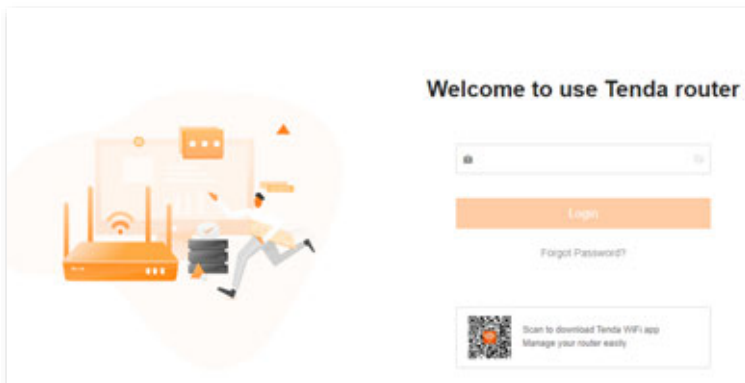 Welcome to use Tenda router
Login
Forgot Password?
Scan to download Tenda WiFi app
Manage your router easily